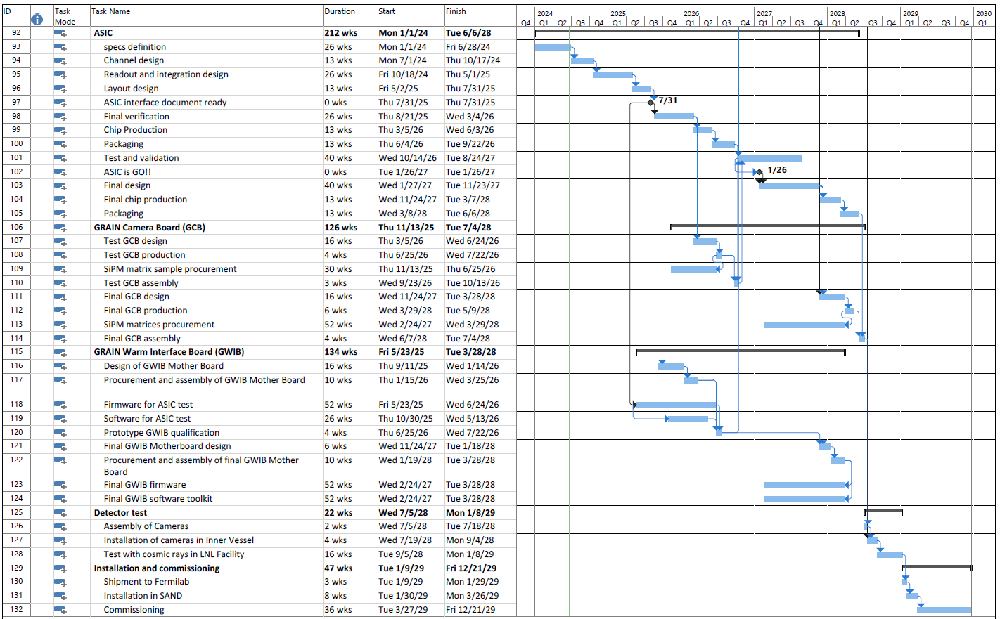 ID Task Mode Task Name Duration Start Finish
2024 2025 2026 2027 2028 2029 2030
Q4 Q1 Q2 Q3 Q4 Q1 Q2 Q3 Q4 Q1 Q2 Q3 Q4 Q1 Q2 Q3 Q4 Q1 Q2 Q3 Q4 Q1 Q2 Q3 Q4 Q1
92 ASIC 212 wks Mon 1/1/24 Tue 6/6/28
93 specs definition 26 wks Mon 1/1/24 Fri 6/28/24
94 Channel design 13 wks Mon 7/1/24 Thu 10/17/24
95 Readout and integration design 26 wks Fri 10/18/24 Thu 5/1/25
96 Layout design 13 wks Fri 5/2/25 Thu 7/31/25
97 ASIC interface document ready 0 wks Thu 7/31/25 Thu 7/31/25 7/31
98 Final verification 26 wks Thu 8/21/25 Wed 3/4/26
99 Chip Production 13 wks Thu 3/5/26 Wed 6/3/26
100 Packaging 13 wks Thu 6/4/26 Tue 9/22/26
101 Test and validation 40 wks Wed 10/14/26 Tue 8/24/27
102 ASIC is GO!! 0 wks Tue 1/26/27 Tue 1/26/27 1/26
103 Final design 40 wks Wed 1/27/27 Tue 11/23/27
104 Final chip production 13 wks Wed 11/24/27 Tue 3/7/28
105 Packaging 13 wks Wed 3/8/28 Tue 6/6/28
106 GRAIN Camera Board (GCB) 126 wks Thu 11/13/25 Tue 7/4/28
107 Test GCB design 16 wks Thu 3/5/26 Wed 6/24/26
108 Test GCB production 4 wks Thu 6/25/26 Wed 7/22/26
109 SiPM matrix sample procurement 30 wks Thu 11/13/25 Thu 6/25/26
110 Test GCB assembly 3 wks Wed 9/23/26 Tue 10/13/26
111 Final GCB design 16 wks Wed 11/24/27 Tue 3/28/28
112 Final GCB production 6 wks Wed 3/29/28 Tue 5/9/28
113 SiPM matrices procurement 52 wks Wed 2/24/27 Wed 3/29/28
114 Final GCB assembly 4 wks Wed 6/7/28 Tue 7/4/28
115 GRAIN Warm Interface Board (GWIB) 134 wks Fri 5/23/25 Tue 3/28/28
116 Design of GWIB Mother Board 16 wks Thu 9/11/25 Wed 1/14/26
117 Procurement and assembly of GWIB Mother Board 10 wks Thu 1/15/26 Wed 3/25/26
118 Firmware for ASIC test 52 wks Fri 5/23/25 Wed 6/24/26
119 Software for ASIC test 26 wks Thu 10/30/25 Wed 5/13/26
120 Prototype GWIB qualification 4 wks Thu 6/25/26 Wed 7/22/26
121 Final GWIB Motherboard design 6 wks Wed 11/24/27 Tue 1/18/28
122 Procurement and assembly of final GWIB Mother 10 wks Wed 1/19/28 Tue 3/28/28
Board
123 Final GWIB firmware 52 wks Wed 2/24/27 Tue 3/28/28
124 Final GWIB software toolkit 52 wks Wed 2/24/27 Tue 3/28/28
125 Detector test 22 wks Wed 7/5/28 Mon 1/8/29
126 Assembly of Cameras 2 wks Wed 7/5/28 Tue 7/18/28
127 Installation of cameras in Inner Vessel 4 wks Wed 7/19/28 Mon 9/4/28
128 Test with cosmic rays in LNL Facility 16 wks Tue 9/5/28 Mon 1/8/29
129 Installation and commissioning 47 wks Tue 1/9/29 Fri 12/21/29
130 Shipment to Fermilab 3 wks Tue 1/9/29 Mon 1/29/29
131 Installation in SAND 8 wks Tue 1/30/29 Mon 3/26/29
132 Commissioning 36 wks Tue 3/27/29 Fri 12/21/29